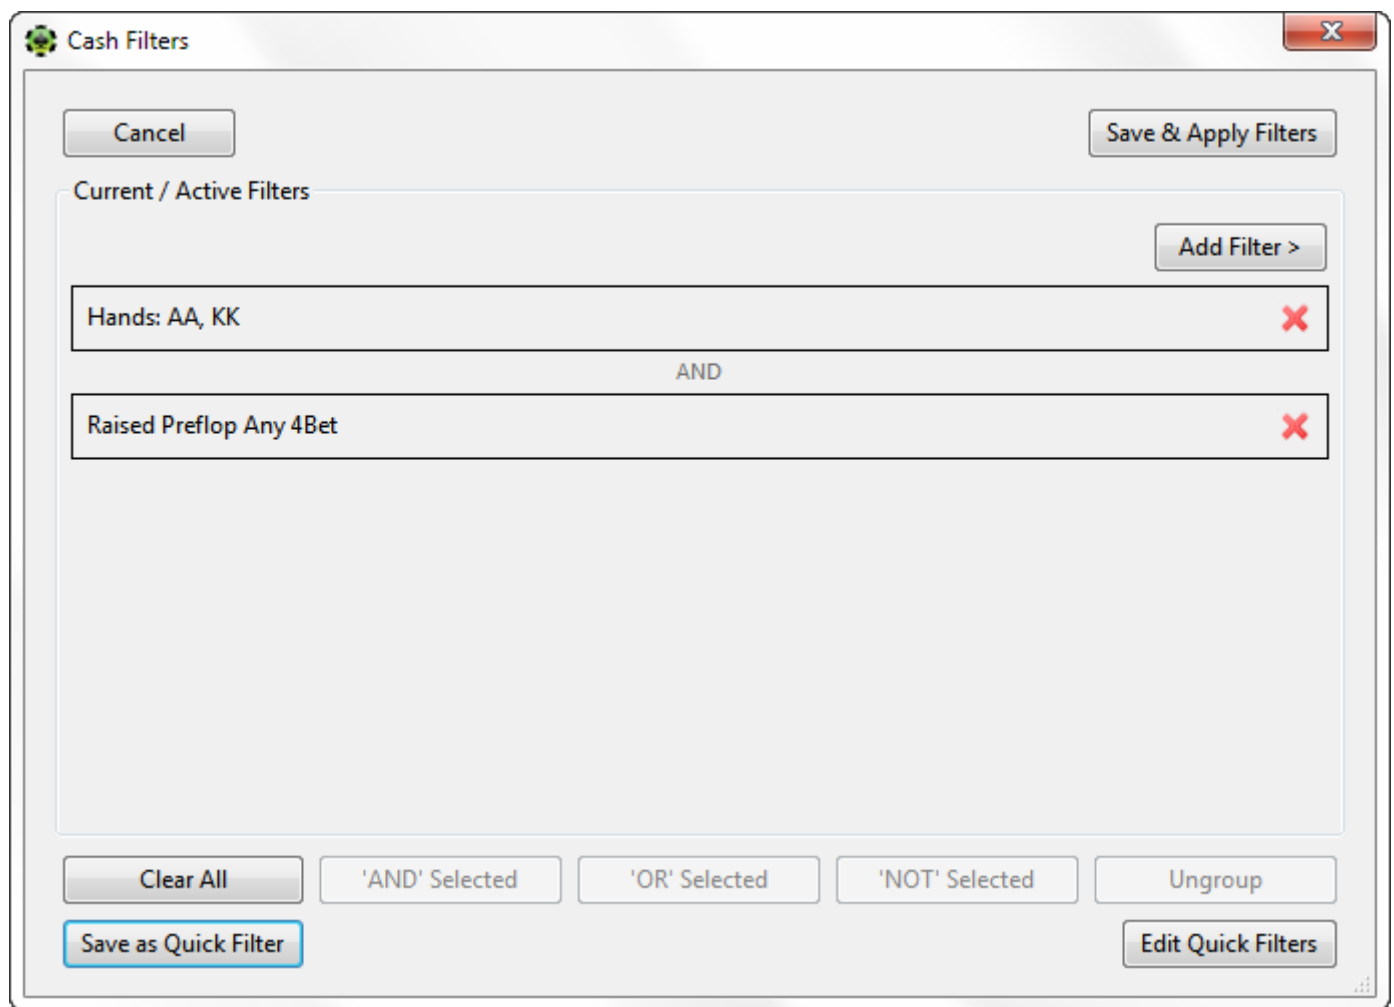 Cash Filters
Cancel
Save & Apply Filters
Current / Active Filters
Add Filter >
Hands: AA, KK
AND
Raised Preflop Any 4Bet
Clear All
'AND' Selected
'OR' Selected
'NOT' Selected
Ungroup
Save as Quick Filter
Edit Quick Filters